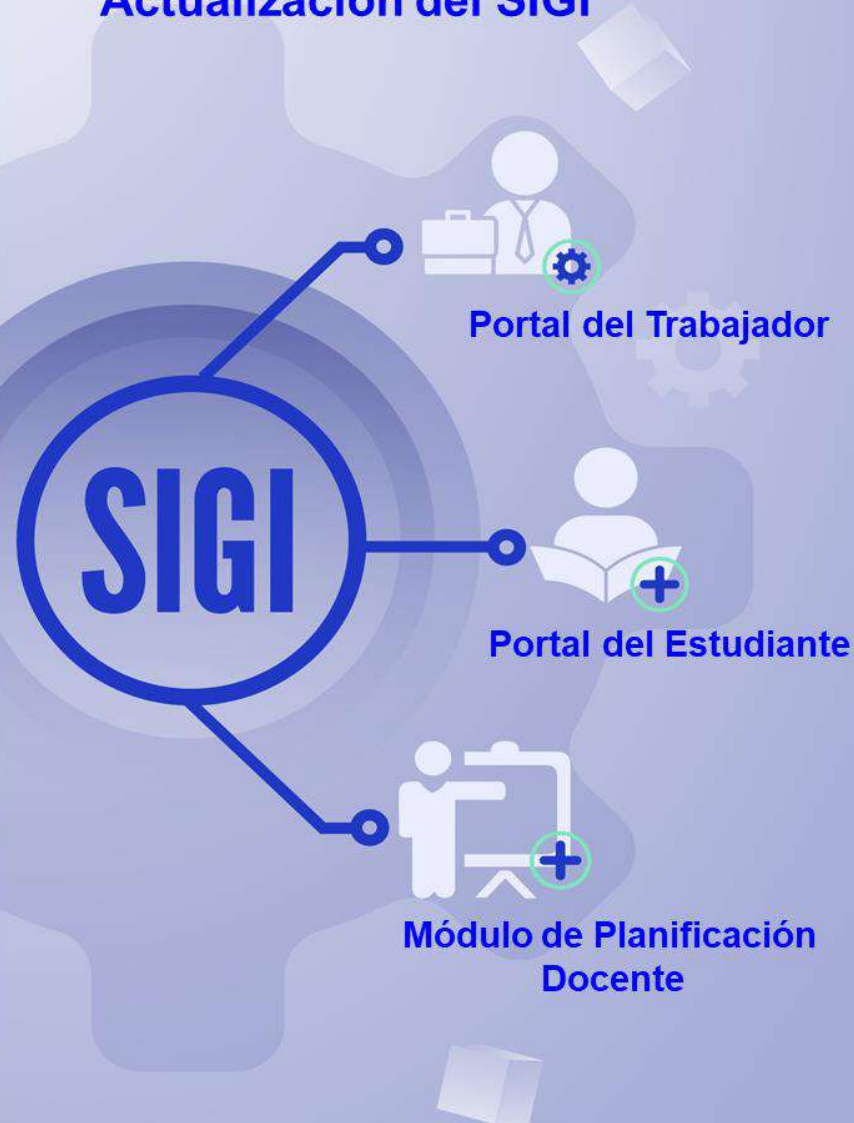 Actualización del SIGI
Portal del Trabajador
SIGI
Portal del Estudiante
Módulo de Planificación
Docente